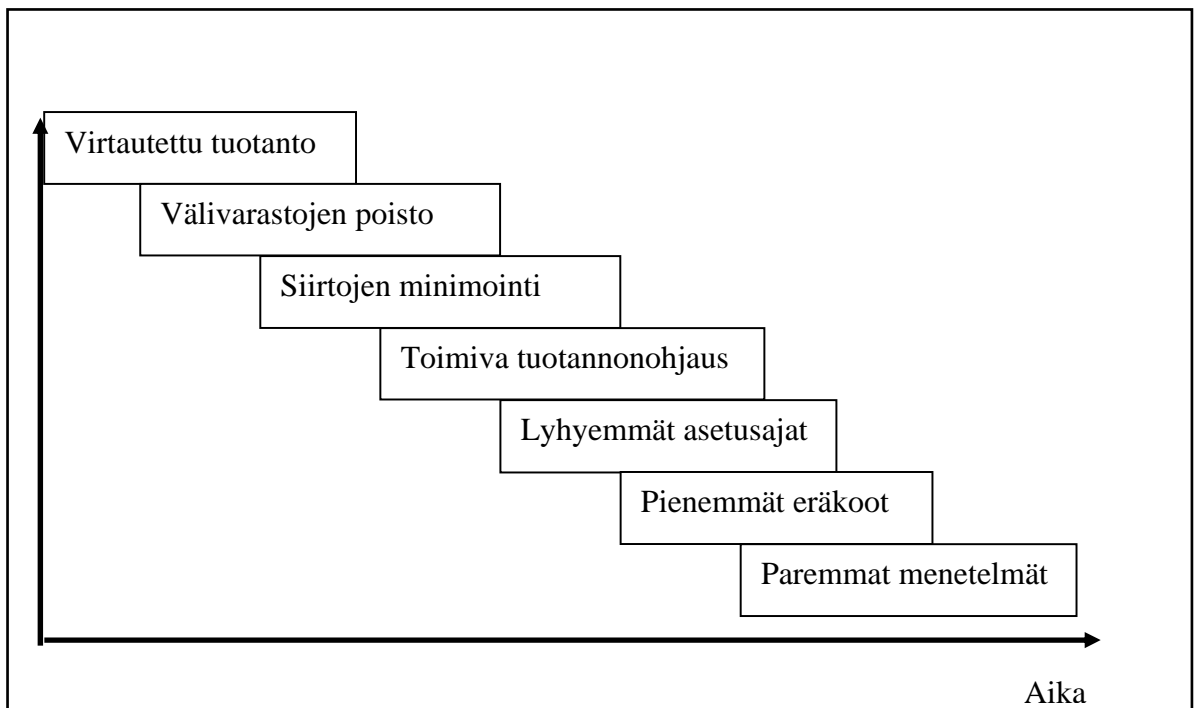 Virtautettu tuotanto
Välivarastojen poisto
Siirtojen minimointi
Toimiva tuotannonohjaus
Lyhyemmät asetusajat
Pienemmät eräkoot
Paremmat menetelmät
Aika